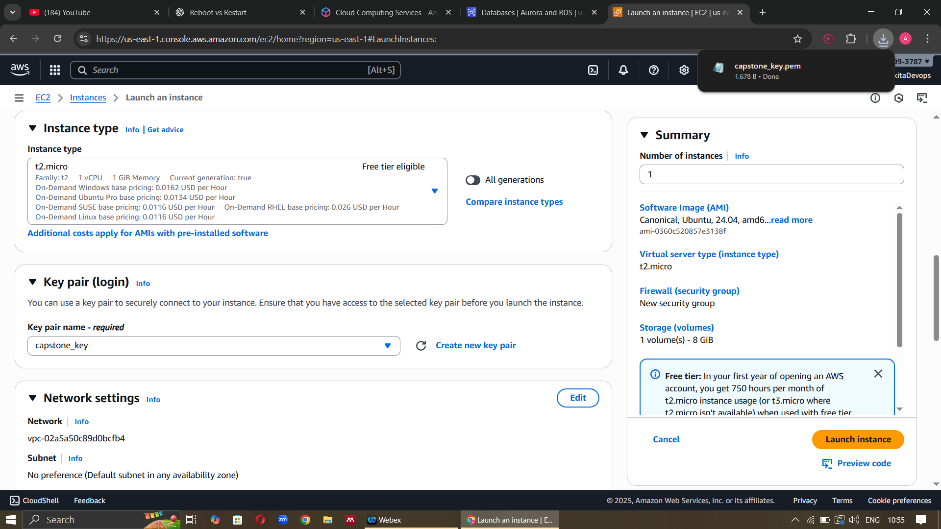 (184) YouTube
Reboot vs Restart
Cloud Computing Services - Am
Databases | Aurora and RDS | us-
Launch an instance | EC2 | us-e
https://us-east-1.console.aws.amazon.com/ec2/home?region=us-east-1#LaunchInstances:
A
aws
Search
[Alt+S]
capstone_key.pem
1,678 B • Done
99-3787
kitaDevops
EC2 > Instances > Launch an instance
Instance type Info | Get advice
Instance type
t2.micro Free tier eligible
Family: t2 1 vCPU 1 GiB Memory Current generation: true
On-Demand Windows base pricing: 0.0162 USD per Hour
On-Demand Ubuntu Pro base pricing: 0.0134 USD per Hour
On-Demand SUSE base pricing: 0.0116 USD per Hour On-Demand RHEL base pricing: 0.026 USD per Hour
On-Demand Linux base pricing: 0.0116 USD per Hour
All generations
Compare instance types
Additional costs apply for AMIs with pre-installed software
Key pair (login) Info
You can use a key pair to securely connect to your instance. Ensure that you have access to the selected key pair before you launch the instance.
Key pair name - required
capstone_key
Create new key pair
Network settings Info
Edit
Network Info
vpc-02a5a50c89d0bcfb4
Subnet Info
No preference (Default subnet in any availability zone)
Summary
Number of instances Info
1
Software Image (AMI)
Canonical, Ubuntu, 24.04, amd6...read more
ami-0360c520857e3138f
Virtual server type (instance type)
t2.micro
Firewall (security group)
New security group
Storage (volumes)
1 volume(s) - 8 GiB
Free tier: In your first year of opening an AWS
account, you get 750 hours per month of
t2.micro instance usage (or t3.micro where
t2.micro isn't available) when used with free tier
Cancel
Launch instance
Preview code
CloudShell Feedback
© 2025, Amazon Web Services, Inc. or its affiliates. Privacy Terms Cookie preferences
Search
Webex
Launch an instance | E...
ENG 10:55